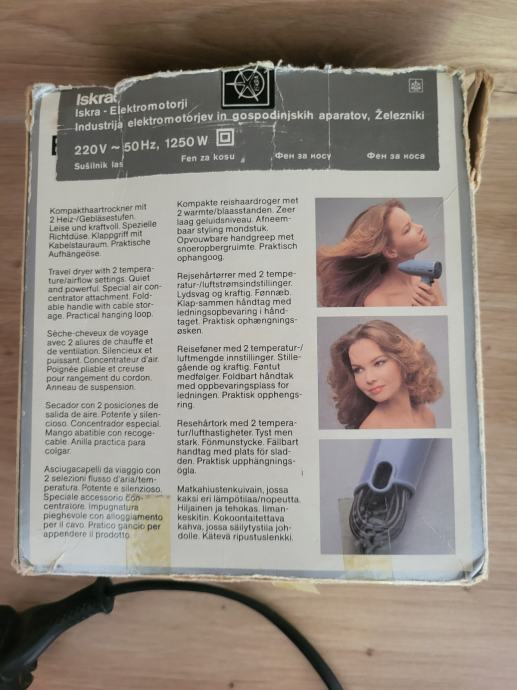 Iskra
Iskra - Elektromotorji
Industrija elektromotorjev in gospodinjskih aparatov, Železniki
220V ~ 50Hz, 1250W
Sušilnik las
Fen za kosu
Фен за косу
Фен за коса
Kompakthaartrockner mit
2 Heiz-/Gebläsestufen.
Leise und kraftvoll. Spezielle
Richtdüse. Klappgriff mit
Kabelstauraum. Praktische
Aufhängeöse.
Travel dryer with 2 tempera-
ture/airflow settings. Quiet
and powerful. Special air con-
centrator attachment. Fold-
able handle with cable stor-
age. Practical hanging loop.
Sèche-cheveux de voyage
avec 2 allures de chauffe et
de ventilation. Silencieux et
puissant. Concentrateur d'air.
Poignée pliable et creuse
pour rangement du cordon.
Anneau de suspension.
Secador con 2 posiciones de
salida de aire. Potente y silen-
cioso. Concentrador especial.
Mango abatible con recoge-
cable. Anilla practica para
colgar.
Asciugacapelli da viaggio con
2 selezioni flusso d'aria/tem-
peratura. Potente e silenzioso.
Speciale accessorio con-
centraiore. Impugnatura
pieghevole con alloggiamento
per il cavo. Pratico gancio per
appendere il prodotto.
Kompakte reishaardroger met
2 warmte/blaasstanden. Zeer
laag geluidsniveau. Afneem-
baar styling mondstuk.
Opvouwbare handgreep met
snoeropbergruimte. Praktisch
ophangoog.
Rejsehårtørrer med 2 tempe-
ratur-/luftstrømsindstillinger.
Lydsvag og kraftig. Fønnæb.
Klap-sammen håndtag med
ledningsopbevaring i hånd-
taget. Praktisk ophængnings-
øsken.
Reiseføner med 2 temperatur-/
luftmengde innstillinger. Stille-
gående og kraftig. Føntut
medfølger. Foldbart håndtak
med oppbevaringsplass for
ledningen. Praktisk opphengs-
ring.
Resehårtork med 2 tempera-
tur/lufthastigheter. Tyst men
stark. Fönmunstycke. Fällbart
handtag med plats för slad-
den. Praktisk upphängnings-
ögla.
Matkahiustenkuivain, jossa
kaksi eri lämpötilaa/nopeutta.
Hiljainen ja tehokas. Ilman-
keskitin. Kokoontaitettava
kahva, jossa säilytystila joh-
dolle. Kätevä ripustuslenkki.